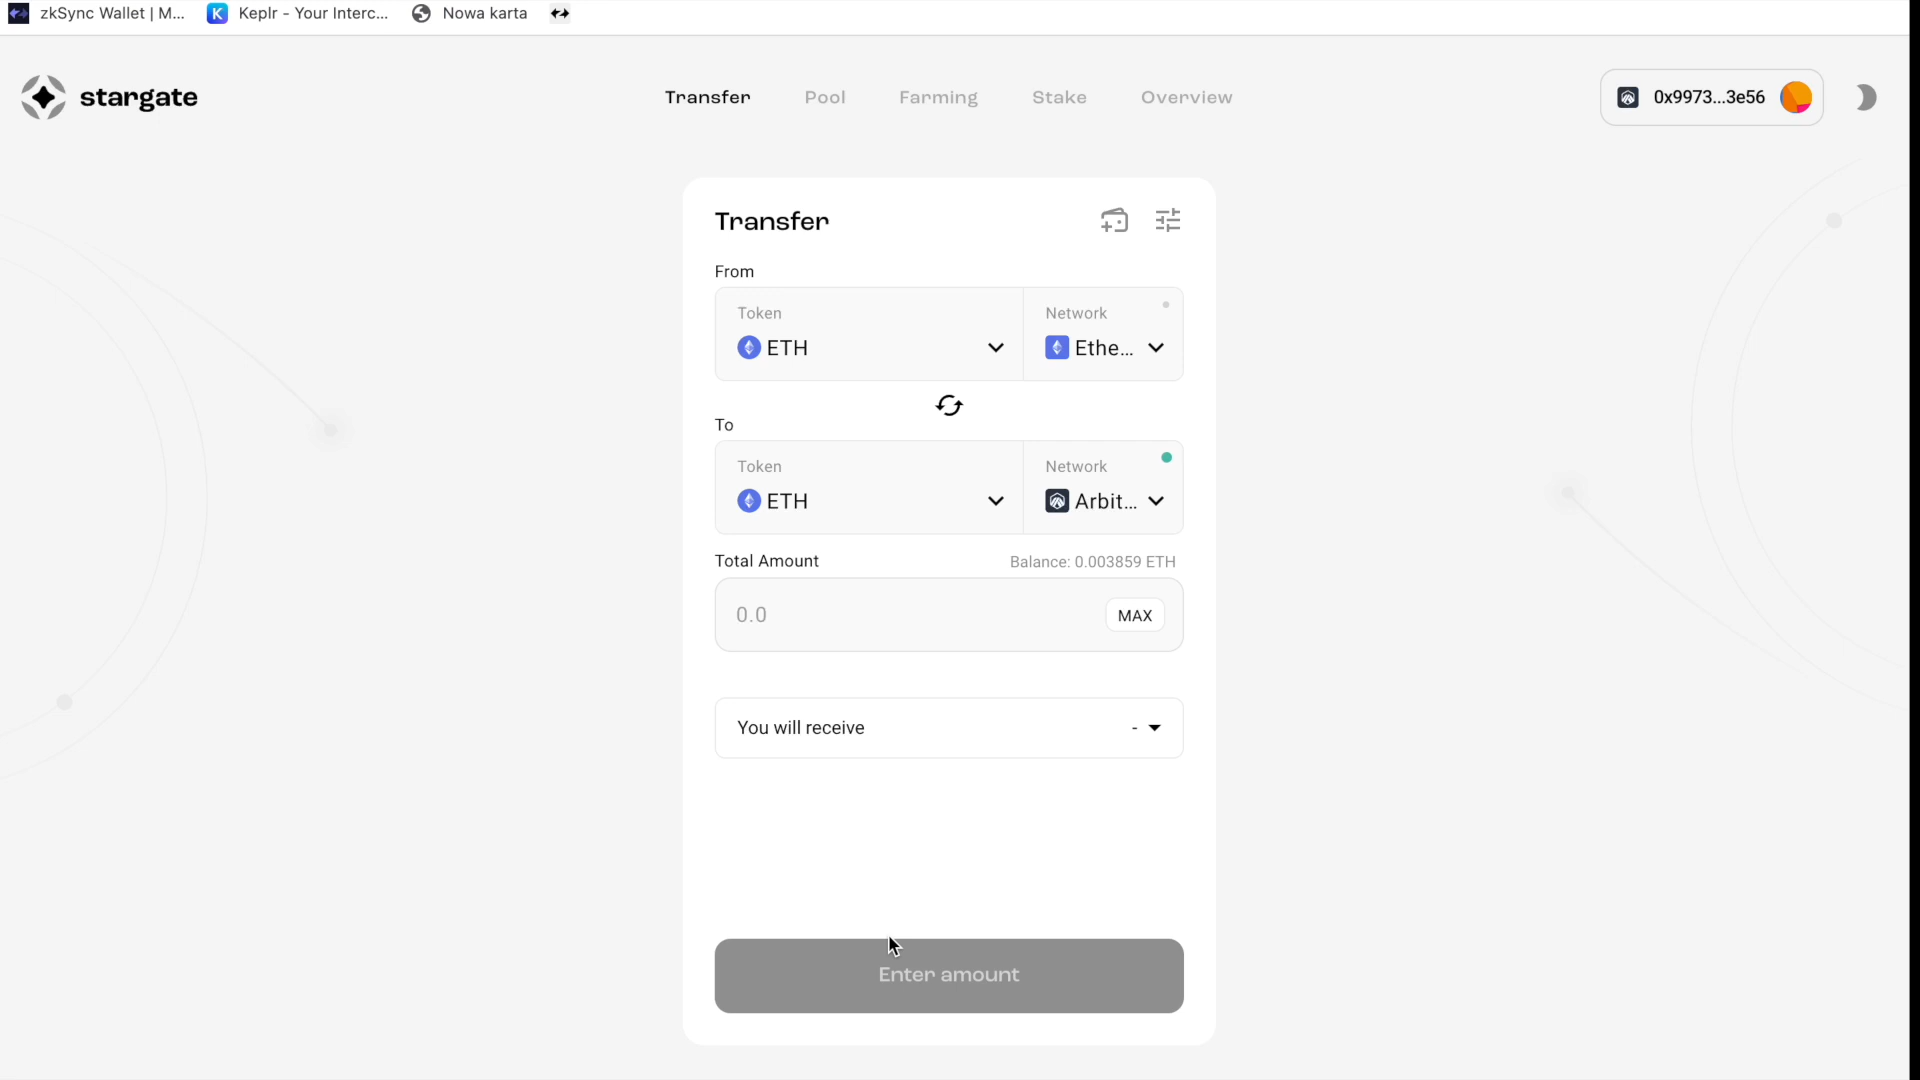 zkSync Wallet | M... Keplr - Your Interc... Nowa karta
stargate Transfer Pool Farming Stake Overview 0x9973...3e56
Transfer
From
Token Network
ETH Ethe...
To
Token Network
ETH Arbit...
Total Amount Balance: 0.003859 ETH
0.0 MAX
You will receive -
Enter amount